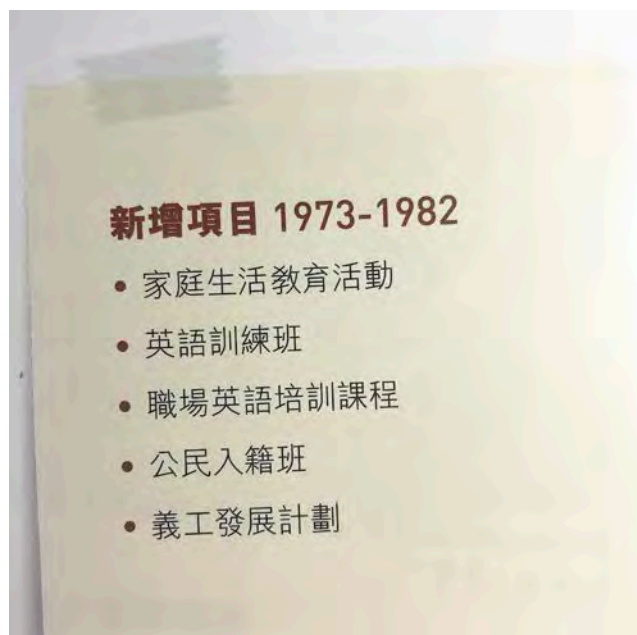 新增項目 1973-1982
• 家庭生活教育活動
• 英語訓練班
• 職場英語培訓課程
• 公民入籍班
• 義工發展計劃